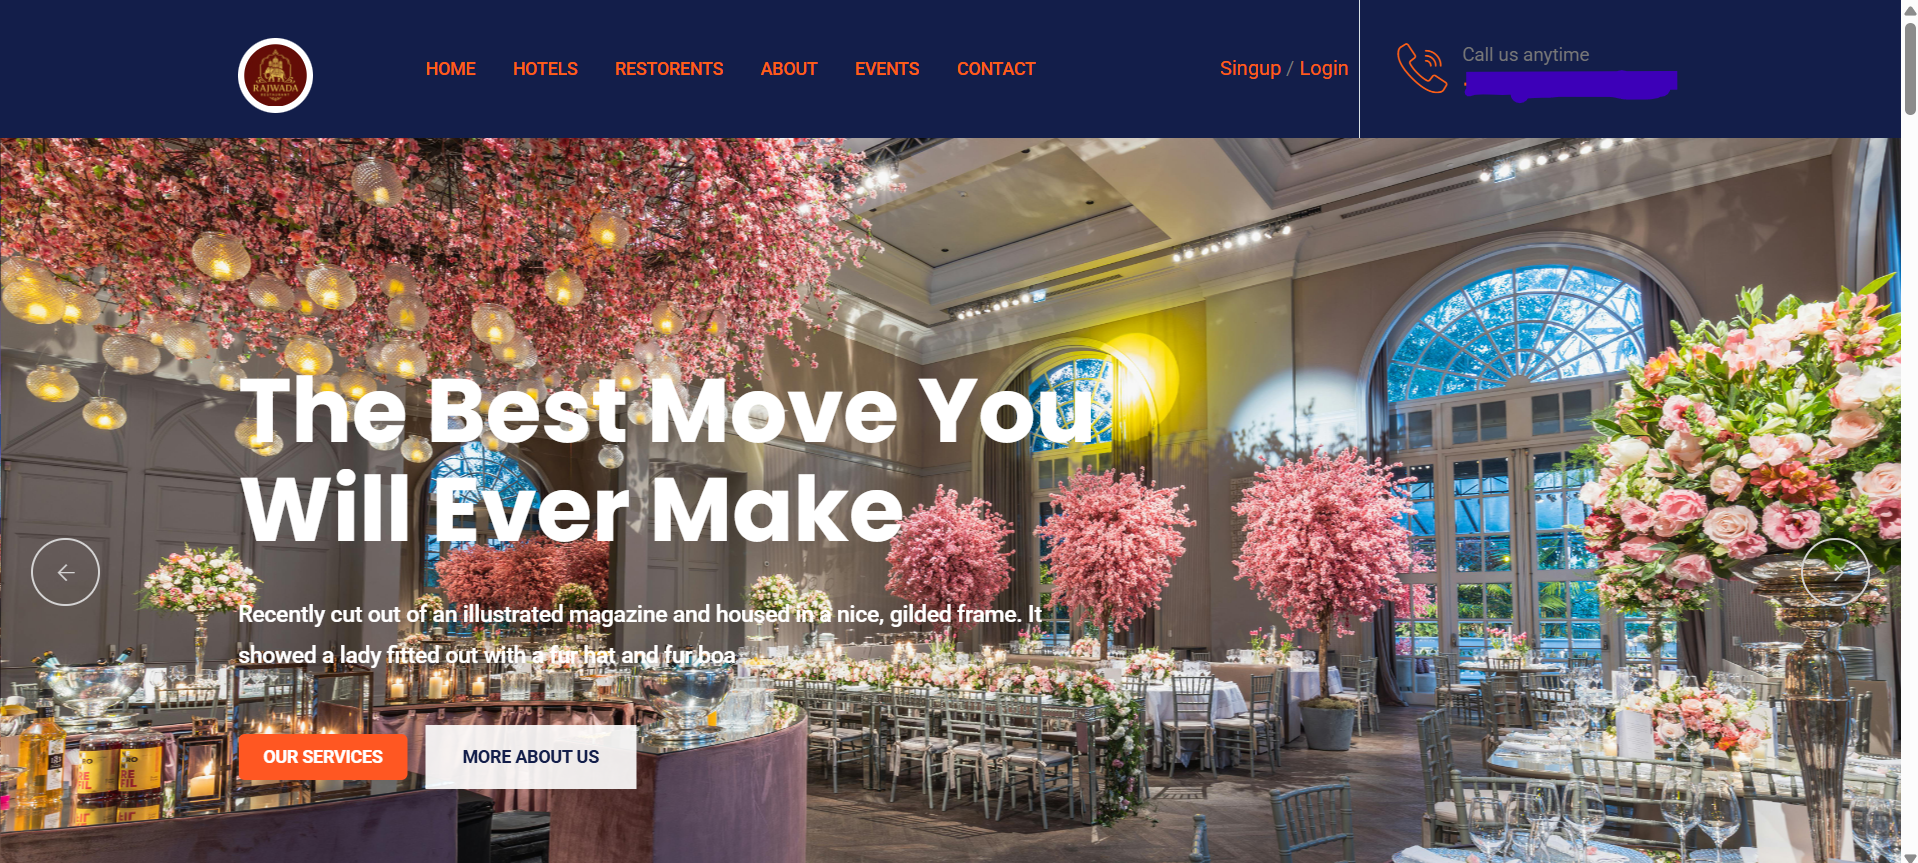 RAJWADA
RESTAURANT
HOME
HOTELS
RESTORENTS
ABOUT
EVENTS
CONTACT
Singup / Login
Call us anytime
The Best Move You
Will Ever Make
Recently cut out of an illustrated magazine and housed in a nice, gilded frame. It
showed a lady fitted out with a fur hat and fur boa
OUR SERVICES
MORE ABOUT US